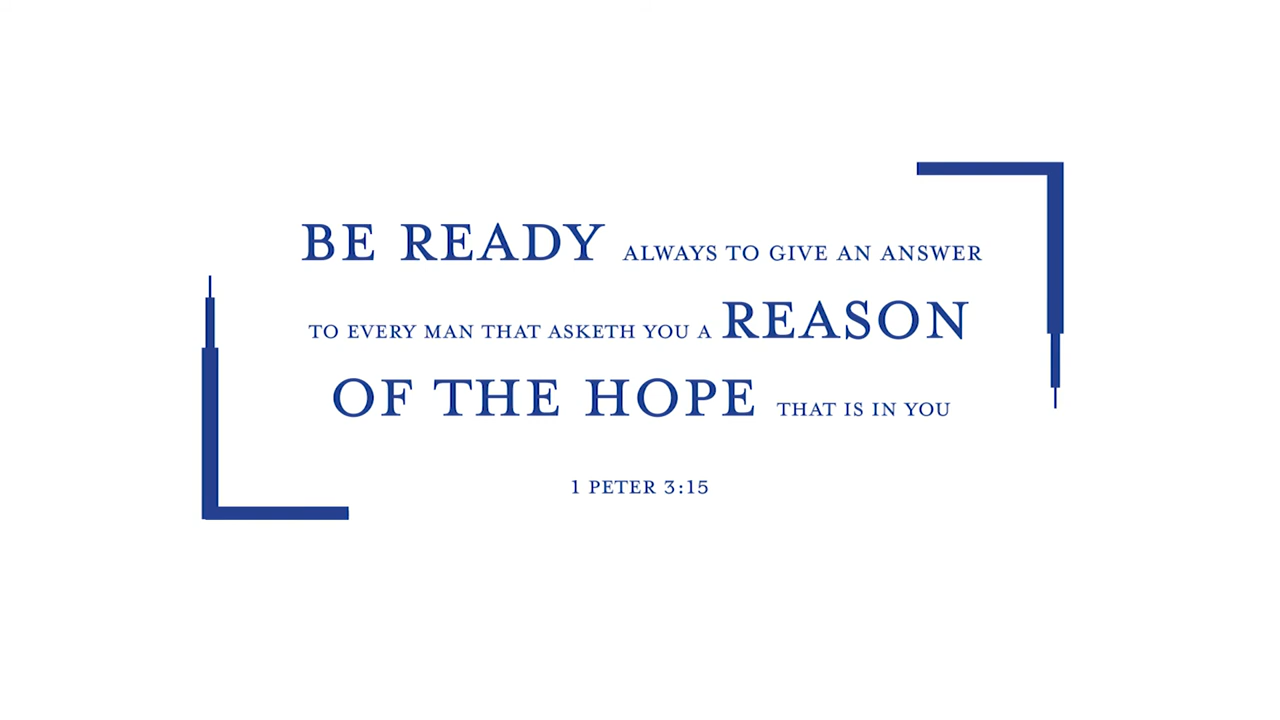 BE READY ALWAYS TO GIVE AN ANSWER
TO EVERY MAN THAT ASKETH YOU A REASON
OF THE HOPE THAT IS IN YOU
1 PETER 3:15